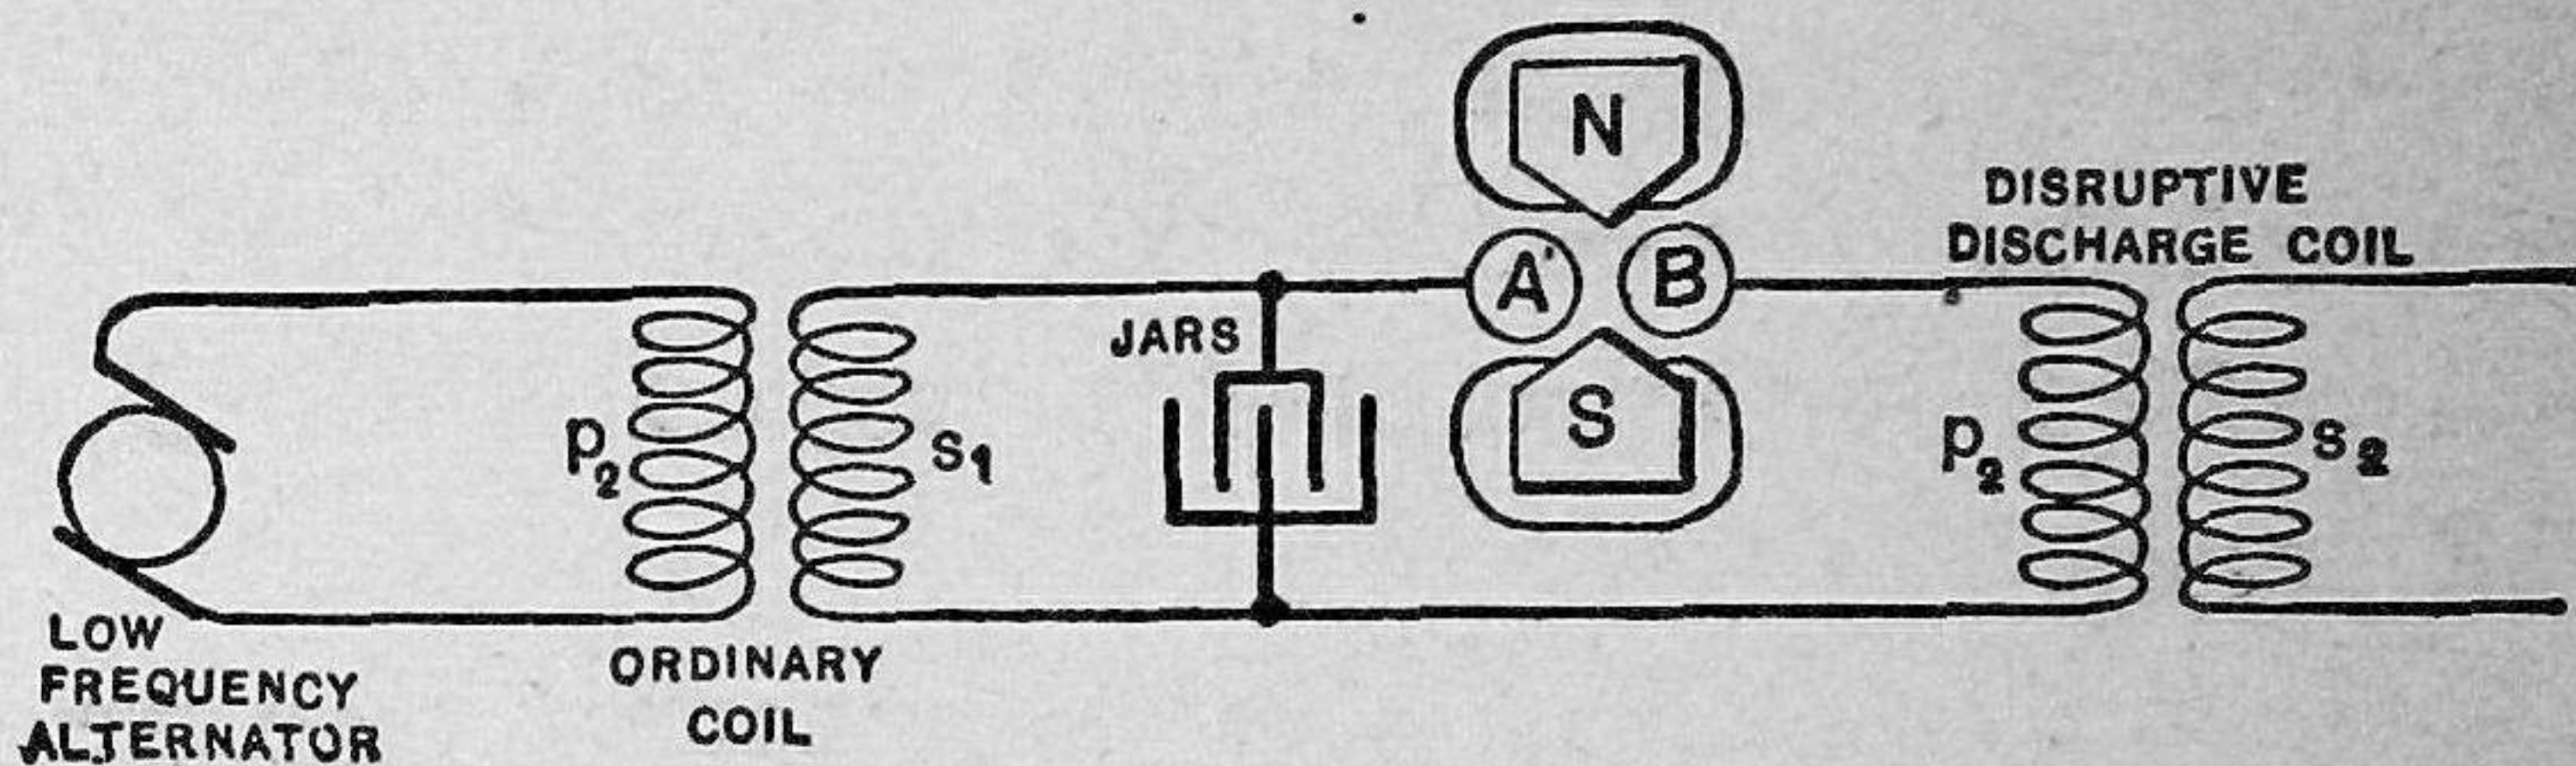 N
DISRUPTIVE
DISCHARGE COIL
A B
JARS
S
P₂ S₁
P₂ S₂
LOW
FREQUENCY
ALTERNATOR
ORDINARY
COIL